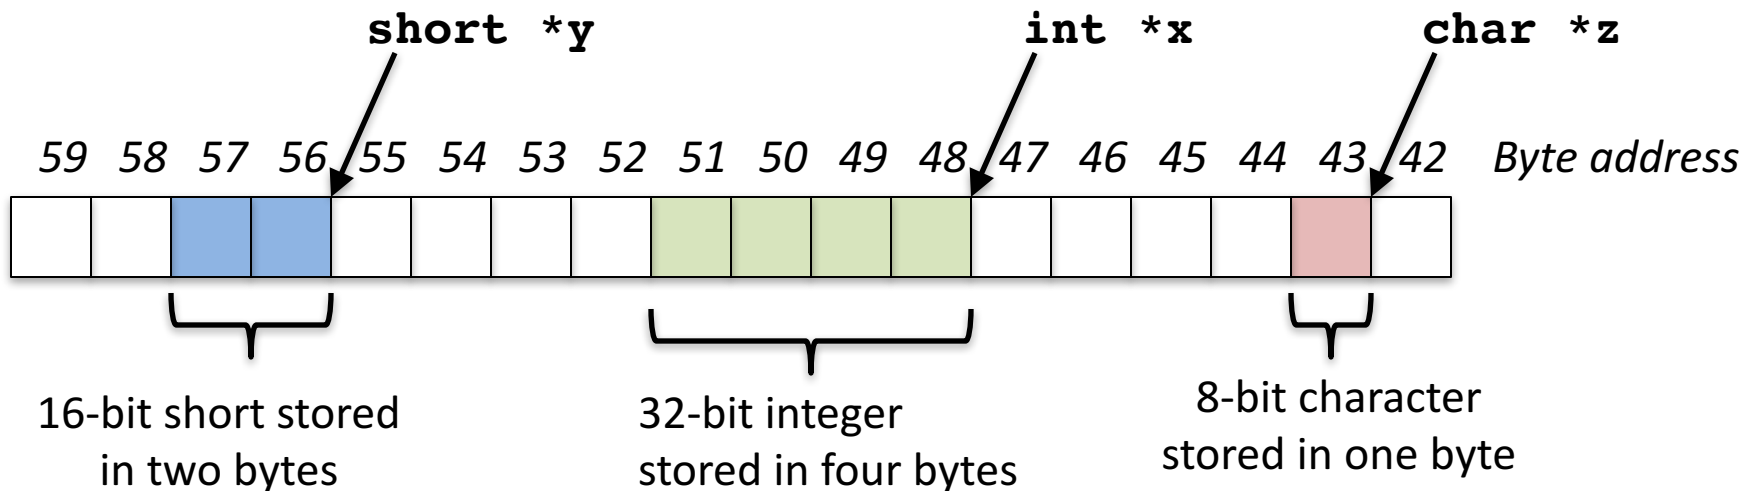 short *y int *x char *z
59 58 57 56 55 54 53 52 51 50 49 48 47 46 45 44 43 42 Byte address
16-bit short stored
in two bytes
32-bit integer
stored in four bytes
8-bit character
stored in one byte